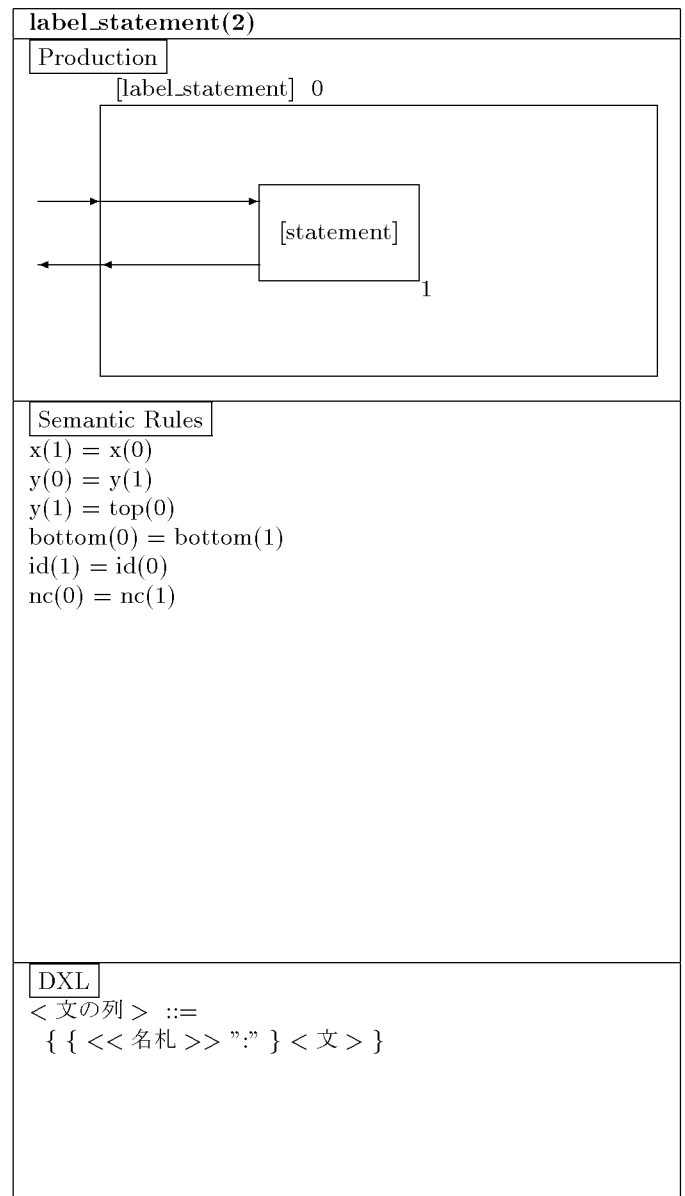 label_statement(2)
Production
[label_statement] 0
[statement]
1
Semantic Rules
x(1) = x(0)
y(0) = y(1)
y(1) = top(0)
bottom(0) = bottom(1)
id(1) = id(0)
nc(0) = nc(1)
DXL
< 文の列 > ::=
{ { << 名札 >> ”:” } < 文 > }